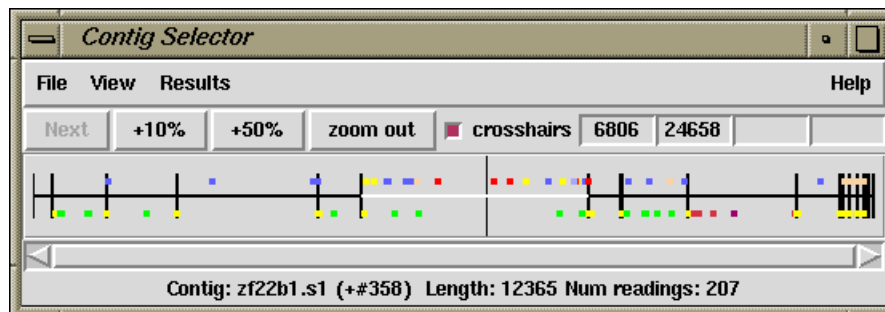 Contig Selector
File View Results Help
Next +10% +50% zoom out crosshairs 6806 24658
Contig: zf22b1.s1 (+#358) Length: 12365 Num readings: 207